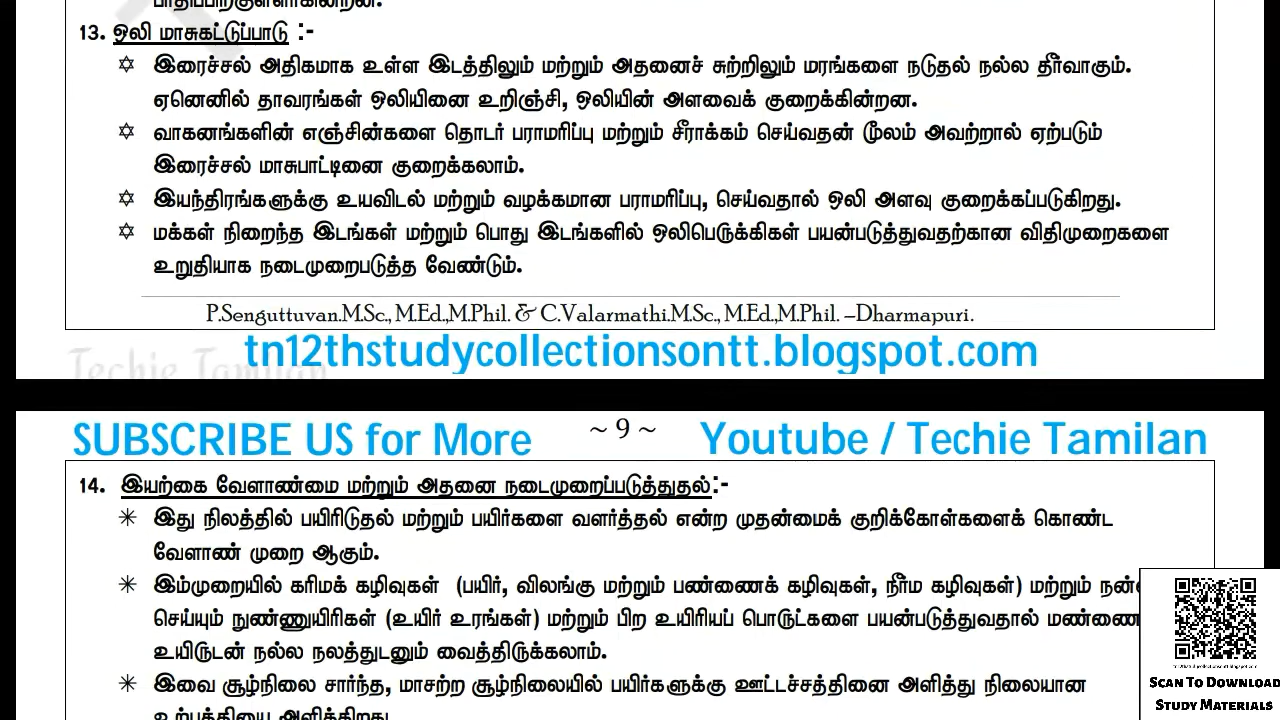 13. ஒலி மாசுகட்டுப்பாடு :-
✡ இரைச்சல் அதிகமாக உள்ள இடத்திலும் மற்றும் அதனைச் சுற்றிலும் மரங்களை நடுதல் நல்ல தீர்வாகும்.
ஏனெனில் தாவரங்கள் ஒலியினை உறிஞ்சி, ஒலியின் அளவைக் குறைக்கின்றன.
✡ வாகனங்களின் எஞ்சின்களை தொடர் பராமரிப்பு மற்றும் சீராக்கம் செய்வதன் மூலம் அவற்றால் ஏற்படும்
இரைச்சல் மாசுபாட்டினை குறைக்கலாம்.
✡ இயந்திரங்களுக்கு உயவிடல் மற்றும் வழக்கமான பராமரிப்பு, செய்வதால் ஒலி அளவு குறைக்கப்படுகிறது.
✡ மக்கள் நிறைந்த இடங்கள் மற்றும் பொது இடங்களில் ஒலிபெருக்கிகள் பயன்படுத்துவதற்கான விதிமுறைகளை
உறுதியாக நடைமுறைபடுத்த வேண்டும்.
P.Senguttuvan.M.Sc., M.Ed.,M.Phil. & C.Valarmathi.M.Sc., M.Ed.,M.Phil. –Dharmapuri.
Techie Tamilan
tn12thstudycollectionsontt.blogspot.com
SUBSCRIBE US for More ~ 9 ~ Youtube / Techie Tamilan
14. இயற்கை வேளாண்மை மற்றும் அதனை நடைமுறைப்படுத்துதல்:-
✳ இது நிலத்தில் பயிரிடுதல் மற்றும் பயிர்களை வளர்த்தல் என்ற முதன்மைக் குறிக்கோள்களைக் கொண்ட
வேளாண் முறை ஆகும்.
✳ இம்முறையில் கரிமக் கழிவுகள் (பயிர், விலங்கு மற்றும் பண்ணைக் கழிவுகள், நீர்ம கழிவுகள்) மற்றும்
செய்யும் நுண்ணுயிரிகள் (உயிர் உரங்கள்) மற்றும் பிற உயிரியப் பொருட்களை பயன்படுத்துவதால் மண்ணை
உயிருடன் நல்ல நலத்துடனும் வைத்திருக்கலாம்.
✳ இவை சூழ்நிலை சார்ந்த, மாசற்ற சூழ்நிலையில் பயிர்களுக்கு ஊட்டச்சத்தினை அளித்து நிலையான
உற்பத்தியை அளிக்கிறது
SCAN TO DOWNLOAD
STUDY MATERIALS